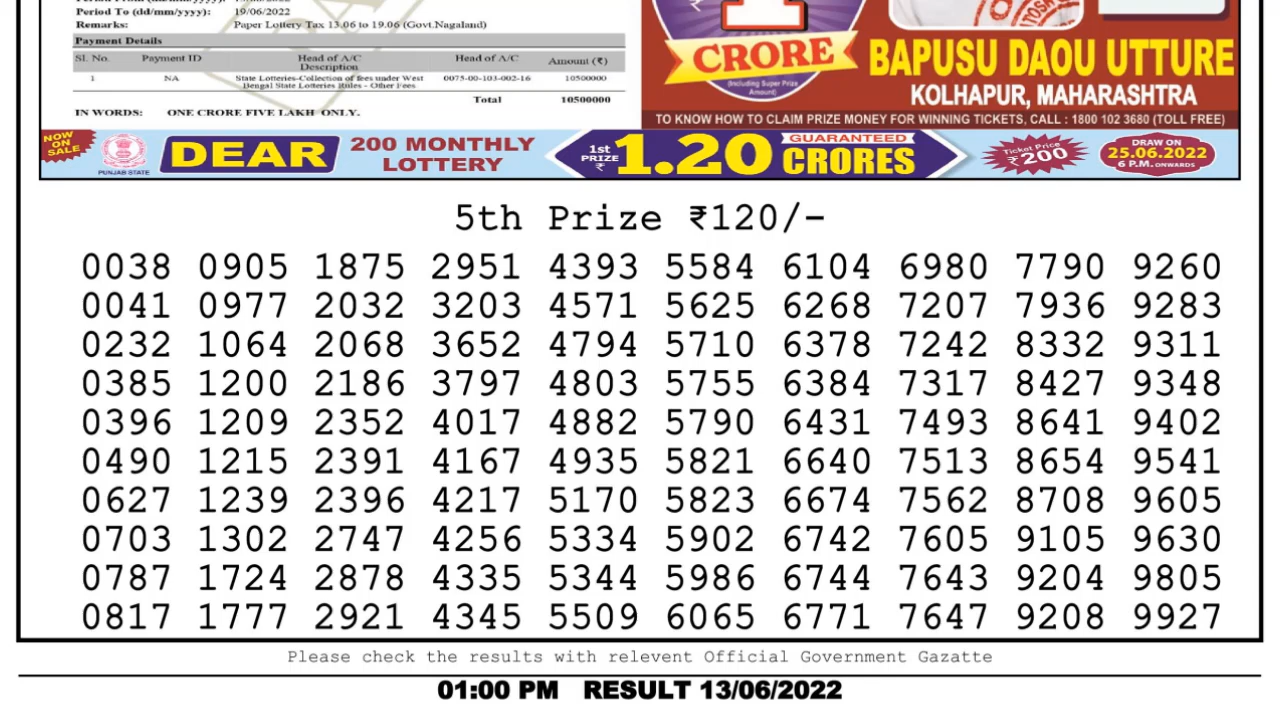 Period To (dd/mm/yyyy): 19/06/2022
Remarks: Paper Lottery Tax 13.06 to 19.06 (Govt.Nagaland)
Payment Details
Sl. No. Payment ID Head of A/C Description Head of A/C Amount (₹)
1 NA State Lotteries-Collection of fees under West Bengal State Lotteries Rules - Other Fees 0075-00-103-002-16 10500000
Total 10500000
IN WORDS: ONE CRORE FIVE LAKH ONLY.
₹1
CRORE
(Including Super Prize Amount)
BAPUSU DAOU UTTURE
KOLHAPUR, MAHARASHTRA
TO KNOW HOW TO CLAIM PRIZE MONEY FOR WINNING TICKETS, CALL : 1800 102 3680 (TOLL FREE)
NOW ON SALE
PUNJAB STATE
DEAR
200 MONTHLY
LOTTERY
1st PRIZE ₹ 1.20 GUARANTEED CRORES
Ticket Price ₹200
DRAW ON
25.06.2022
6 P.M. ONWARDS
5th Prize ₹120/-
0038 0905 1875 2951 4393 5584 6104 6980 7790 9260
0041 0977 2032 3203 4571 5625 6268 7207 7936 9283
0232 1064 2068 3652 4794 5710 6378 7242 8332 9311
0385 1200 2186 3797 4803 5755 6384 7317 8427 9348
0396 1209 2352 4017 4882 5790 6431 7493 8641 9402
0490 1215 2391 4167 4935 5821 6640 7513 8654 9541
0627 1239 2396 4217 5170 5823 6674 7562 8708 9605
0703 1302 2747 4256 5334 5902 6742 7605 9105 9630
0787 1724 2878 4335 5344 5986 6744 7643 9204 9805
0817 1777 2921 4345 5509 6065 6771 7647 9208 9927
Please check the results with relevent Official Government Gazatte
01:00 PM RESULT 13/06/2022